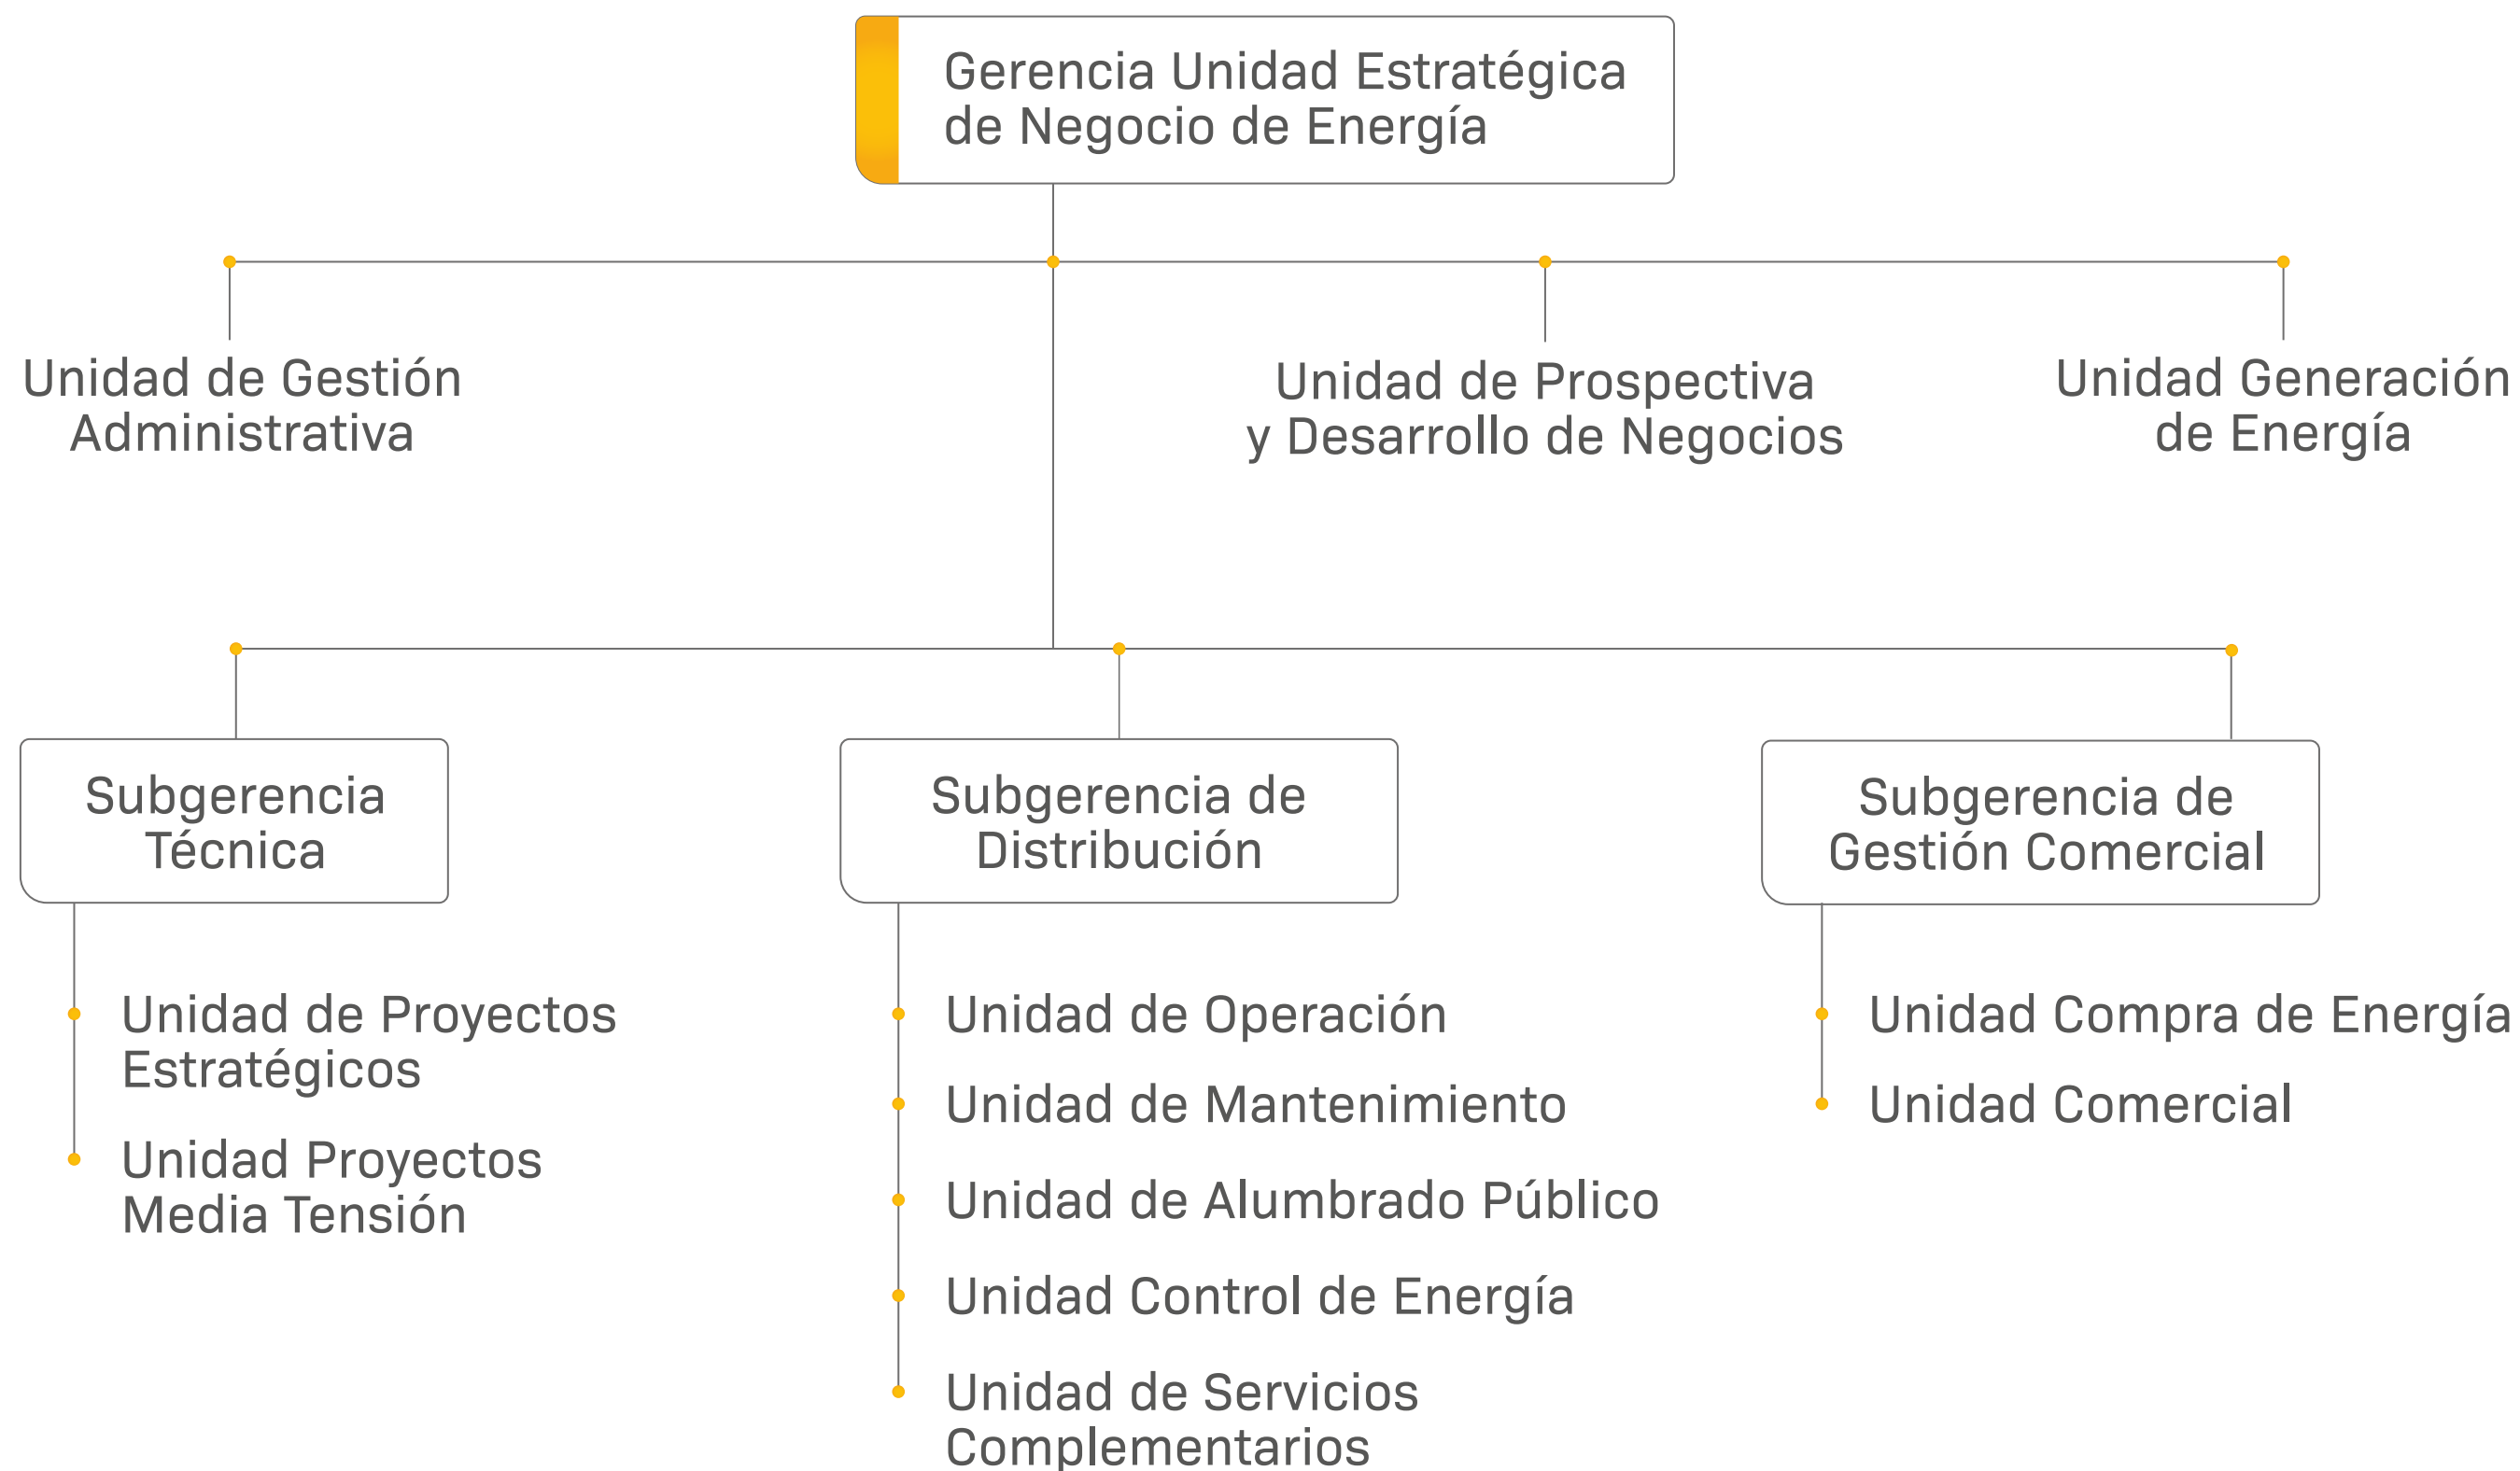 Gerencia Unidad Estratégica
de Negocio de Energía
Unidad de Gestión
Administrativa
Unidad de Prospectiva
y Desarrollo de Negocios
Unidad Generación
de Energía
Subgerencia
Técnica
Unidad de Proyectos
Estratégicos
Unidad Proyectos
Media Tensión
Subgerencia de
Distribución
Unidad de Operación
Unidad de Mantenimiento
Unidad de Alumbrado Público
Unidad Control de Energía
Unidad de Servicios
Complementarios
Subgerencia de
Gestión Comercial
Unidad Compra de Energía
Unidad Comercial